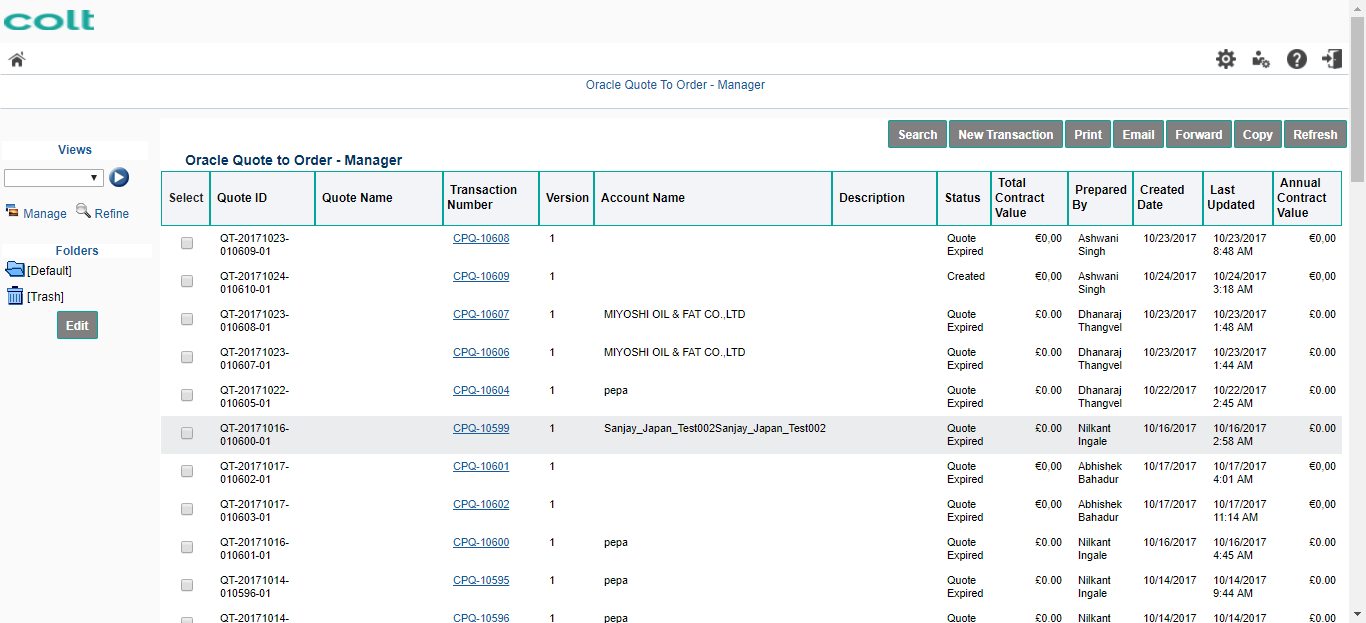 colt
Oracle Quote To Order - Manager
Search New Transaction Print Email Forward Copy Refresh
Views
Manage Refine
Folders
[Default]
[Trash]
Edit
Oracle Quote to Order - Manager
Select Quote ID Quote Name Transaction Number Version Account Name Description Status Total Contract Value Prepared By Created Date Last Updated Annual Contract Value
QT-20171023- CPQ-10608 1 Quote €0,00 Ashwani 10/23/2017 10/23/2017 €0,00
010609-01 Expired Singh 8:48 AM
QT-20171024- CPQ-10609 1 Created €0,00 Ashwani 10/24/2017 10/24/2017 €0,00
010610-01 Singh 3:18 AM
QT-20171023- CPQ-10607 1 MIYOSHI OIL & FAT CO.,LTD Quote £0.00 Dhanaraj 10/23/2017 10/23/2017 £0.00
010608-01 Expired Thangvel 1:48 AM
QT-20171023- CPQ-10606 1 MIYOSHI OIL & FAT CO.,LTD Quote £0.00 Dhanaraj 10/23/2017 10/23/2017 £0.00
010607-01 Expired Thangvel 1:44 AM
QT-20171022- CPQ-10604 1 pepa Quote £0.00 Dhanaraj 10/22/2017 10/22/2017 £0.00
010605-01 Expired Thangvel 2:45 AM
QT-20171016- CPQ-10599 1 Sanjay_Japan_Test002Sanjay_Japan_Test002 Quote £0.00 Nilkant 10/16/2017 10/16/2017 £0.00
010600-01 Expired Ingale 2:58 AM
QT-20171017- CPQ-10601 1 Quote €0,00 Abhishek 10/17/2017 10/17/2017 €0,00
010602-01 Expired Bahadur 4:01 AM
QT-20171017- CPQ-10602 1 Quote €0,00 Abhishek 10/17/2017 10/17/2017 €0,00
010603-01 Expired Bahadur 11:14 AM
QT-20171016- CPQ-10600 1 pepa Quote £0.00 Nilkant 10/16/2017 10/16/2017 £0.00
010601-01 Expired Ingale 4:45 AM
QT-20171014- CPQ-10595 1 pepa Quote £0.00 Nilkant 10/14/2017 10/14/2017 £0.00
010596-01 Expired Ingale 9:44 AM
QT-20171014- CPQ-10596 1 pepa Quote £0.00 Nilkant 10/14/2017 10/14/2017 £0.00